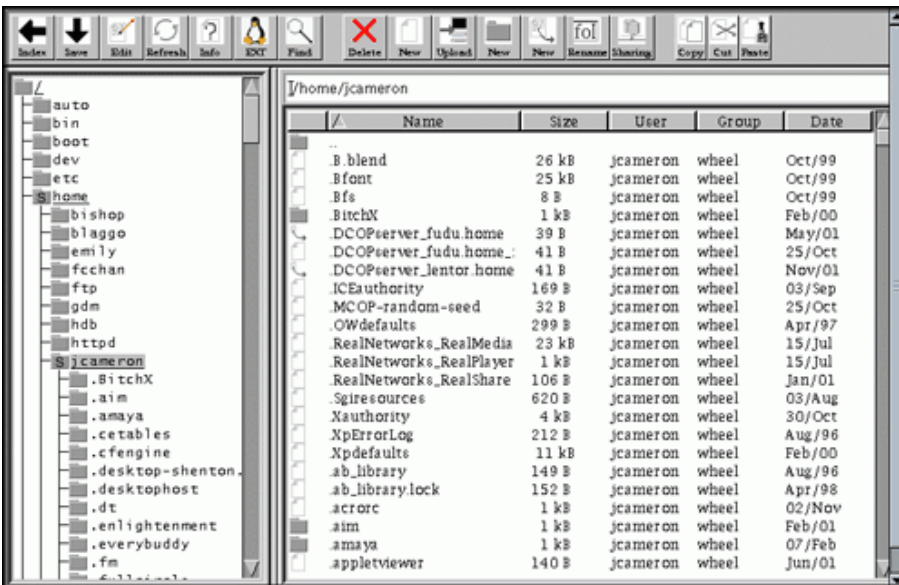 Index Save Edit Refresh Info EXT Find Delete New Upload New New Rename Sharing Copy Cut Paste
fol
/
auto
bin
boot
dev
etc
S home
bishop
blaggo
emily
fcchan
ftp
gdm
hdb
httpd
S jcameron
.BitchX
.aim
.amaya
.cetables
.cfengine
.desktop-shenton.
.desktophost
.dt
.enlightenment
.everybuddy
.fm
/home/jcameron
Name Size User Group Date
..
.B.blend 26 kB jcameron wheel Oct/99
.Bfont 25 kB jcameron wheel Oct/99
.Bfs 8 B jcameron wheel Oct/99
.BitchX 1 kB jcameron wheel Feb/00
.DCOPserver_fudu.home 39 B jcameron wheel May/01
.DCOPserver_fudu.home_: 41 B jcameron wheel 25/Oct
.DCOPserver_lentor.home 41 B jcameron wheel Nov/01
.ICEauthority 169 B jcameron wheel 03/Sep
.MCOP-random-seed 32 B jcameron wheel 25/Oct
.OWdefaults 299 B jcameron wheel Apr/97
.RealNetworks_RealMedia 23 kB jcameron wheel 15/Jul
.RealNetworks_RealPlayer 1 kB jcameron wheel 15/Jul
.RealNetworks_RealShare 106 B jcameron wheel Jan/01
.Sgiresources 620 B jcameron wheel 03/Aug
.Xauthority 4 kB jcameron wheel 30/Oct
.XpErrorLog 212 B jcameron wheel Aug/96
.Xpdefaults 11 kB jcameron wheel Feb/00
.ab_library 149 B jcameron wheel Aug/96
.ab_library.lock 152 B jcameron wheel Apr/98
.acrorc 1 kB jcameron wheel 02/Nov
.aim 1 kB jcameron wheel Feb/01
.amaya 1 kB jcameron wheel 07/Feb
.appletviewer 140 B jcameron wheel Jun/01